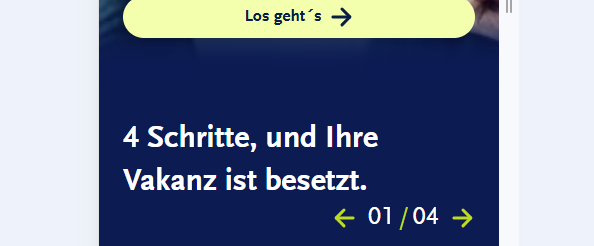 Los geht´s
4 Schritte, und Ihre
Vakanz ist besetzt.
01 / 04